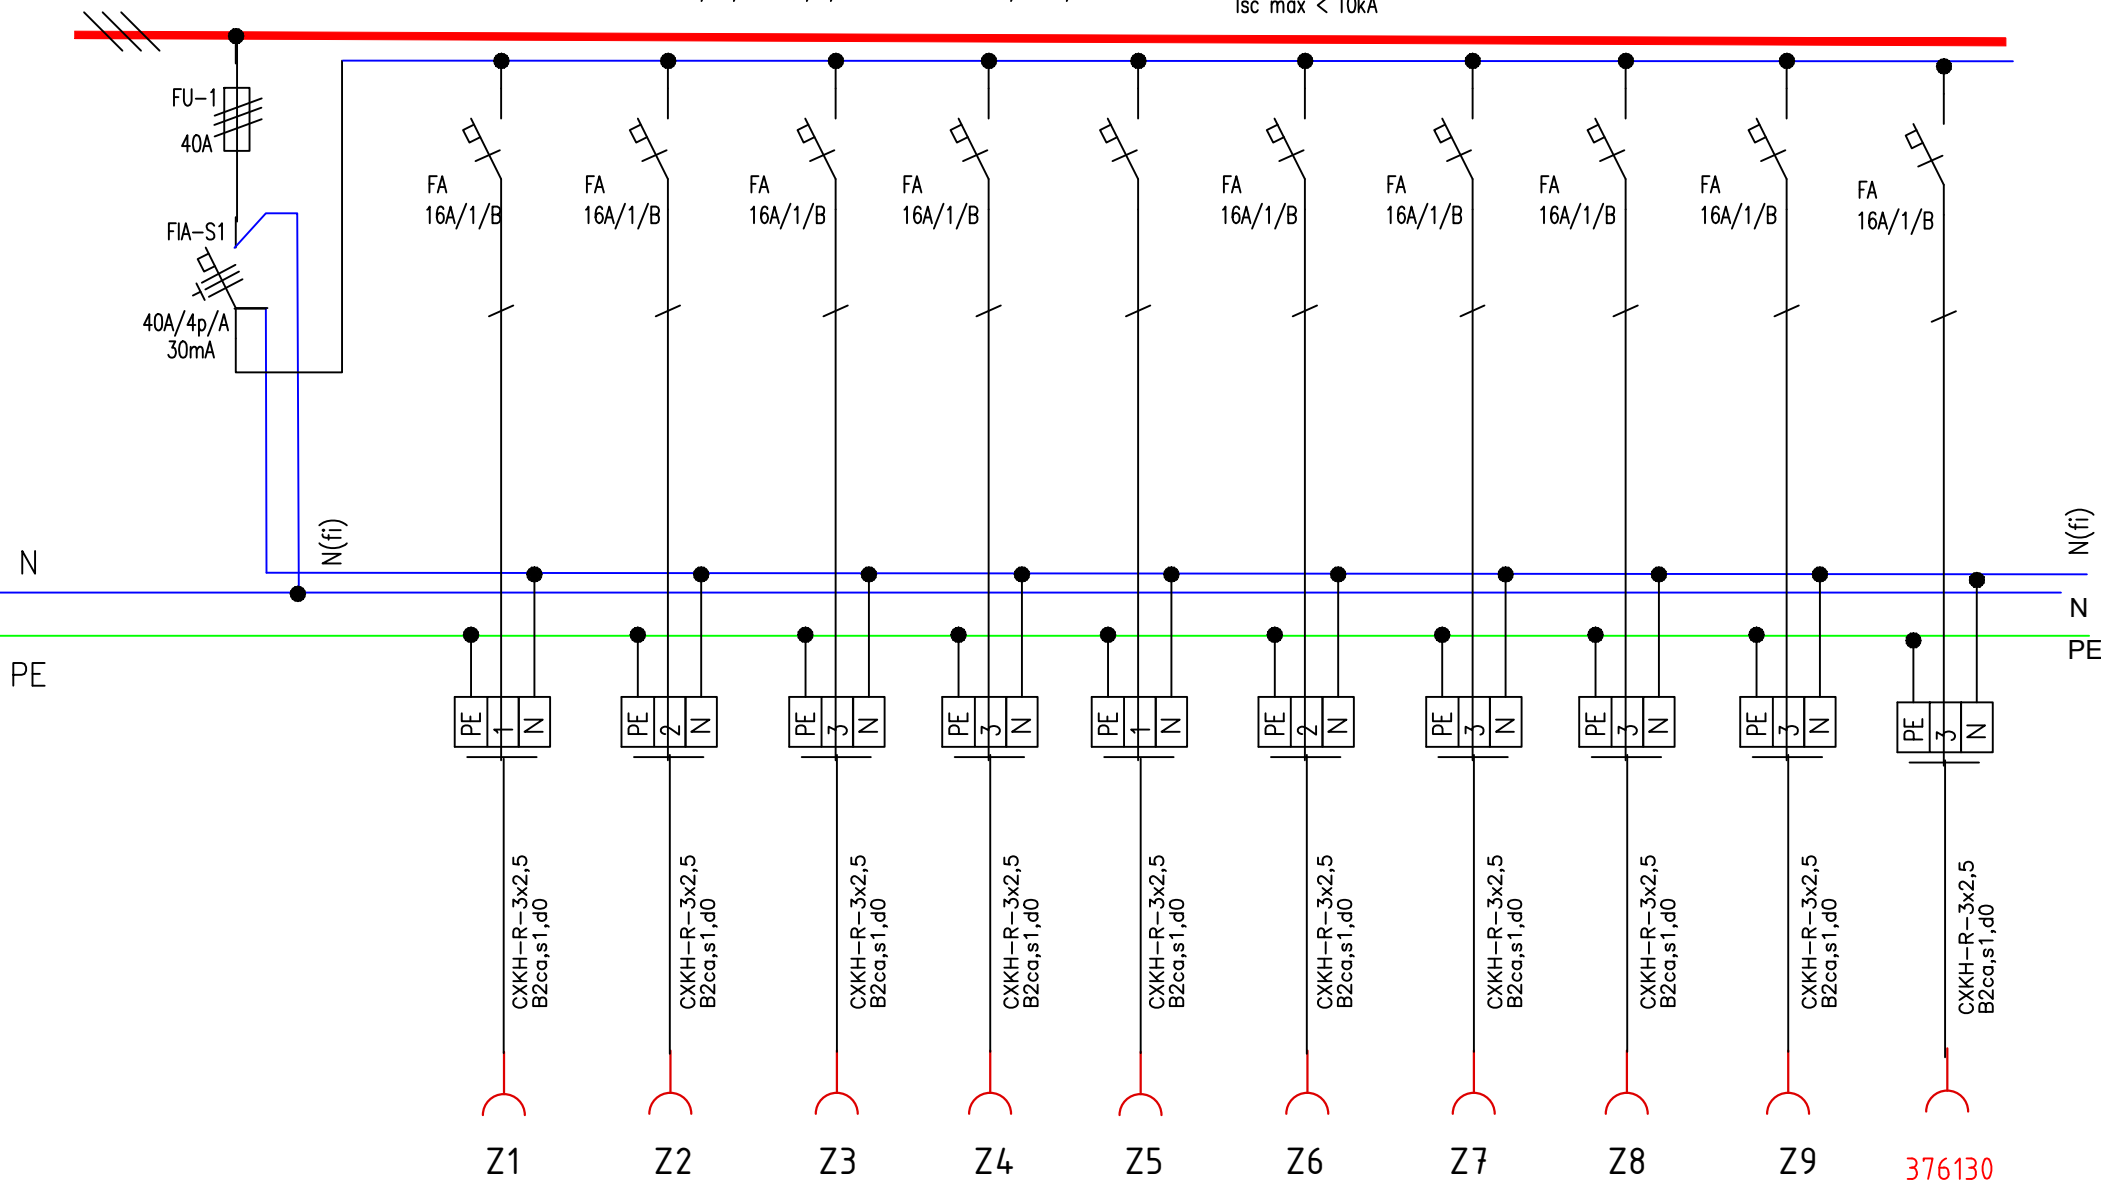 Isc max < 10kA
FU-1
40A
FIA-S1
40A/4p/A
30mA
FA
16A/1/B
FA
16A/1/B
FA
16A/1/B
FA
16A/1/B
FA
16A/1/B
FA
16A/1/B
FA
16A/1/B
FA
16A/1/B
FA
16A/1/B
N(fi)
N(fi)
N
N
PE
PE
PE 1 N
PE 2 N
PE 3 N
PE 3 N
PE 1 N
PE 2 N
PE 3 N
PE 3 N
PE 3 N
PE 3 N
CXKH-R-3x2,5
B2ca,s1,d0
CXKH-R-3x2,5
B2ca,s1,d0
CXKH-R-3x2,5
B2ca,s1,d0
CXKH-R-3x2,5
B2ca,s1,d0
CXKH-R-3x2,5
B2ca,s1,d0
CXKH-R-3x2,5
B2ca,s1,d0
CXKH-R-3x2,5
B2ca,s1,d0
CXKH-R-3x2,5
B2ca,s1,d0
CXKH-R-3x2,5
B2ca,s1,d0
CXKH-R-3x2,5
B2ca,s1,d0
Z1
Z2
Z3
Z4
Z5
Z6
Z7
Z8
Z9
376130